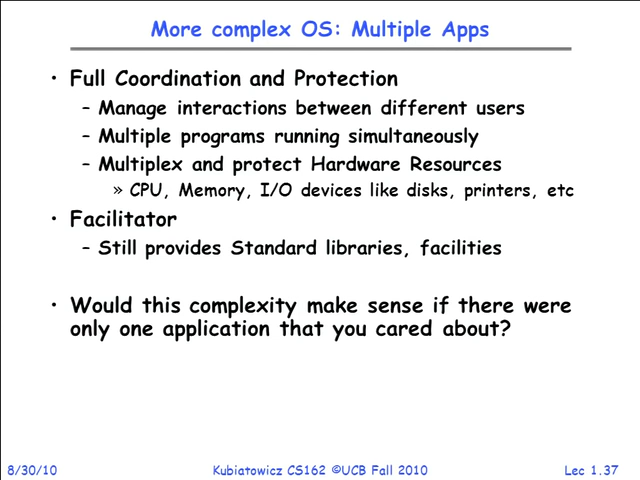 More complex OS: Multiple Apps
• Full Coordination and Protection
– Manage interactions between different users
– Multiple programs running simultaneously
– Multiplex and protect Hardware Resources
» CPU, Memory, I/O devices like disks, printers, etc
• Facilitator
– Still provides Standard libraries, facilities
• Would this complexity make sense if there were
only one application that you cared about?
8/30/10 Kubiatowicz CS162 ©UCB Fall 2010 Lec 1.37